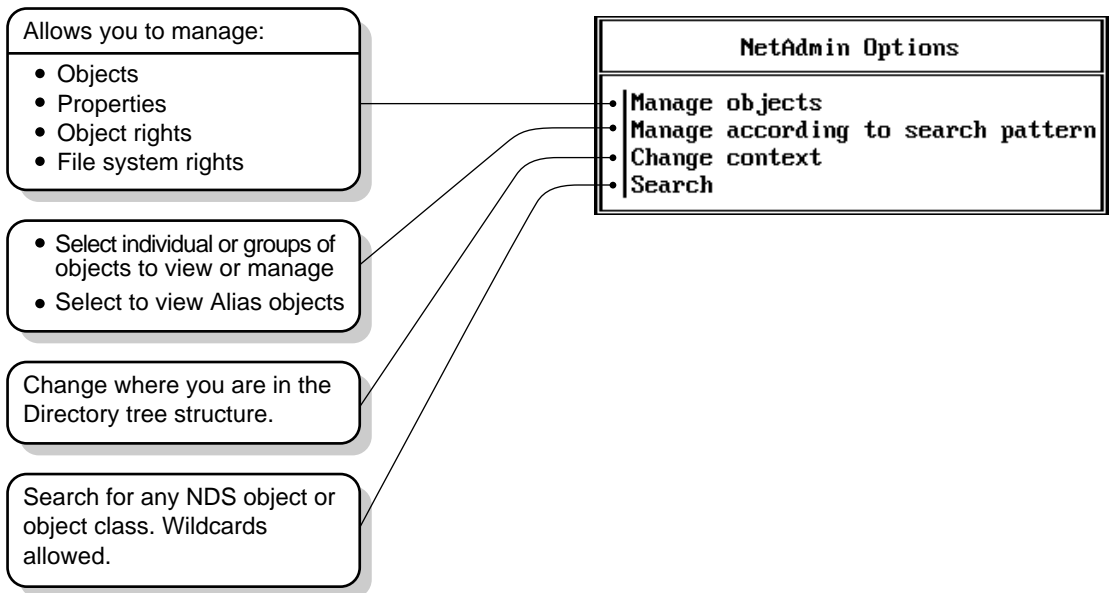 Allows you to manage:
• Objects
• Properties
• Object rights
• File system rights
• Select individual or groups of
objects to view or manage
• Select to view Alias objects
Change where you are in the
Directory tree structure.
Search for any NDS object or
object class. Wildcards
allowed.
NetAdmin Options
Manage objects
Manage according to search pattern
Change context
Search